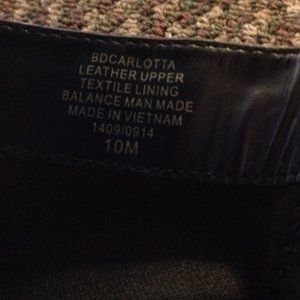 BDCARLOTTA
LEATHER UPPER
TEXTILE LINING
BALANCE MAN MADE
MADE IN VIETNAM
1409/0914
10M